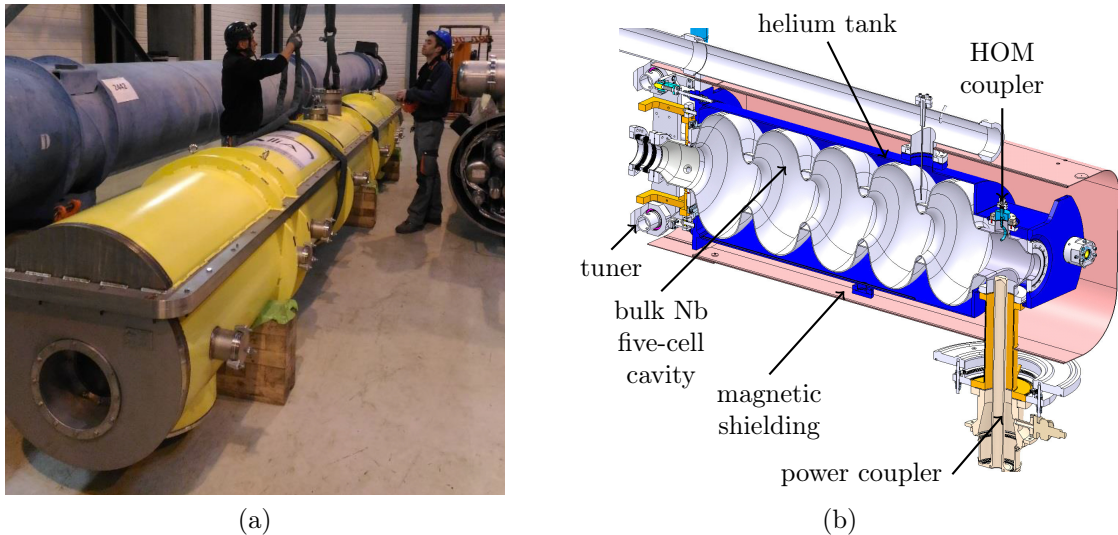 helium tank
HOM
coupler
tuner
bulk Nb
five-cell
cavity
magnetic
shielding
power coupler
(a)
(b)